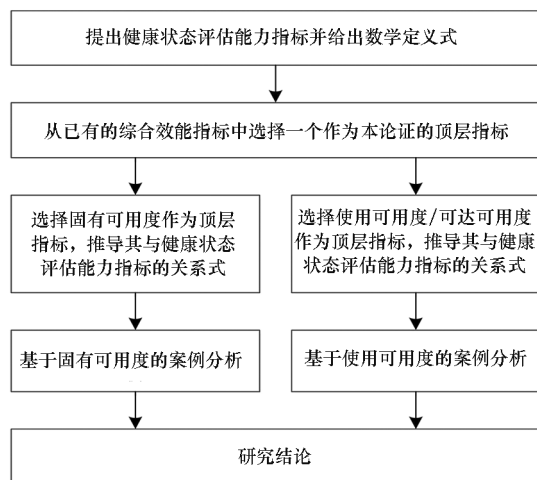 提出健康状态评估能力指标并给出数学定义式
从已有的综合效能指标中选择一个作为本论证的顶层指标
选择固有可用度作为顶层
指标，推导其与健康状态
评估能力指标的关系式
选择使用可用度/可达可用度
作为顶层指标，推导其与健康
状态评估能力指标的关系式
基于固有可用度的案例分析
基于使用可用度的案例分析
研究结论